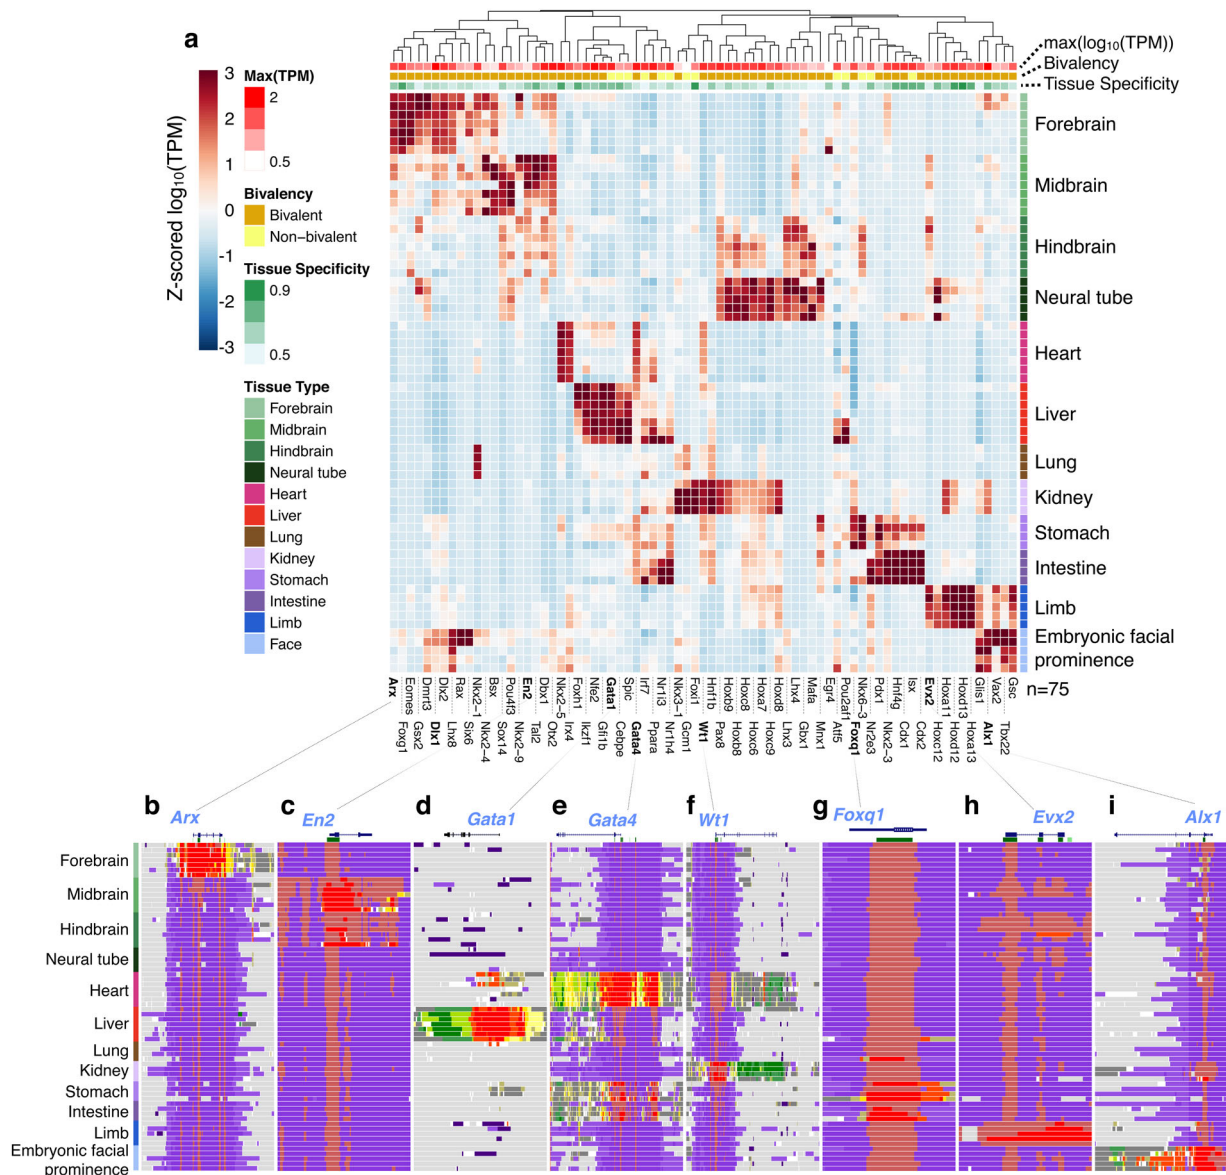 a
max(log10(TPM))
Bivalency
Tissue Specificity
Z-scored log10(TPM)
3
2
1
0
-1
-2
-3
Max(TPM)
2
0.5
Bivalency
Bivalent
Non-bivalent
Tissue Specificity
0.9
0.5
Tissue Type
Forebrain
Midbrain
Hindbrain
Neural tube
Heart
Liver
Lung
Kidney
Stomach
Intestine
Limb
Face
Forebrain
Midbrain
Hindbrain
Neural tube
Heart
Liver
Lung
Kidney
Stomach
Intestine
Limb
Embryonic facial
prominence
n=75
Arx
Foxg1
Eomes
Gsx2
Dmrt3
Dlx1
Dlx2
Lhx8
Rax
Six6
Nkx2-1
Nkx2-4
Bsx
Sox14
Pou4f3
Nkx2-9
En2
Tal2
Dbx1
Otx2
Nkx2-5
Irx4
Foxh1
Ikzf1
Nfe2
Gfi1b
Gata1
Cebpe
Spic
Gata4
Irf7
Ppara
Nr1i3
Nr1h4
Nkx3-1
Gcm1
Foxi1
Wt1
Hnf1b
Pax8
Hoxb9
Hoxb8
Hoxc8
Hoxc6
Hoxa7
Hoxc9
Hoxd8
Lhx3
Lhx4
Gbx1
Mafa
Mnx1
Egr4
Atf5
Pou2af1
Foxq1
Nkx6-3
Nr2e3
Pdx1
Nkx2-3
Hnf4g
Cdx1
Isx
Cdx2
Evx2
Hoxc12
Hoxa11
Hoxd12
Hoxd13
Hoxa13
Glis1
Alx1
Vax2
Tbx22
Gsc
b
Arx
c
En2
d
Gata1
e
Gata4
f
Wt1
g
Foxq1
h
Evx2
i
Alx1
Forebrain
Midbrain
Hindbrain
Neural tube
Heart
Liver
Lung
Kidney
Stomach
Intestine
Limb
Embryonic facial
prominence